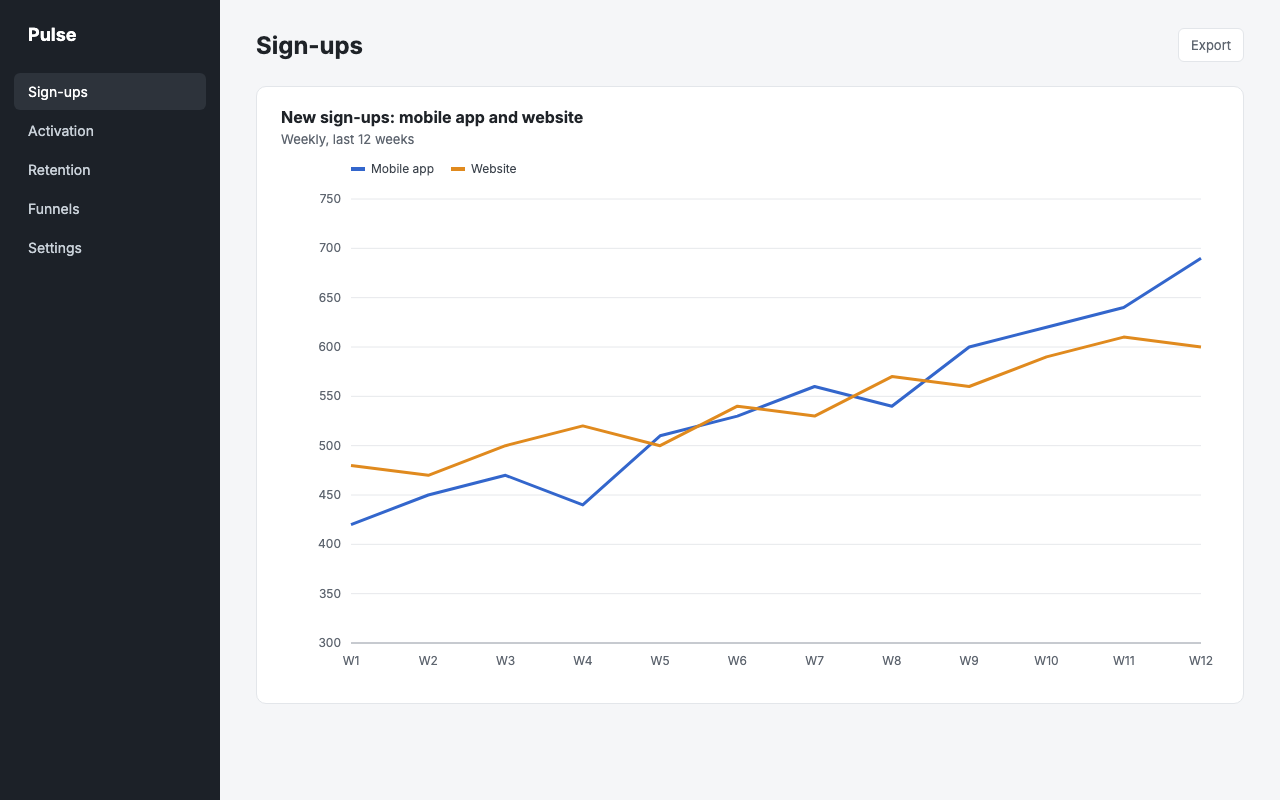 Pulse
Sign-ups
Activation
Retention
Funnels
Settings
Sign-ups
Export
New sign-ups: mobile app and website
Weekly, last 12 weeks
Mobile app
Website
750
700
650
600
550
500
450
400
350
300
W1
W2
W3
W4
W5
W6
W7
W8
W9
W10
W11
W12